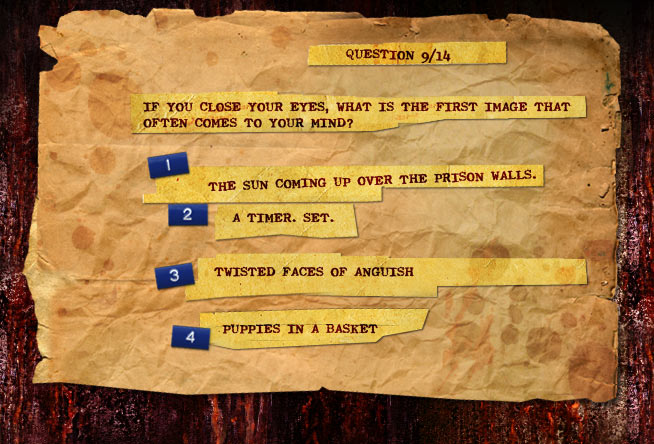 QUESTION 9/14
IF YOU CLOSE YOUR EYES, WHAT IS THE FIRST IMAGE THAT
OFTEN COMES TO YOUR MIND?
1 THE SUN COMING UP OVER THE PRISON WALLS.
2 A TIMER. SET.
3 TWISTED FACES OF ANGUISH
4 PUPPIES IN A BASKET